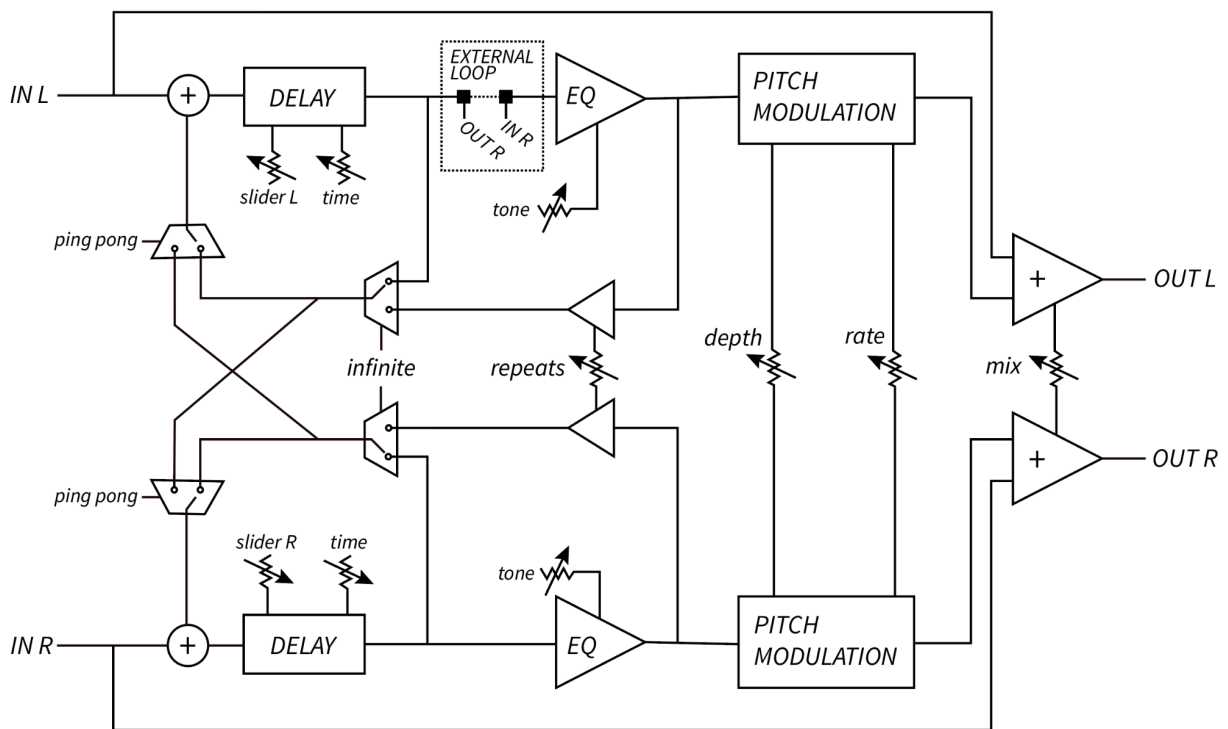 EXTERNAL
LOOP
IN L
+
DELAY
OUT R
IN R
EQ
PITCH
MODULATION
slider L
time
tone
ping pong
+
OUT L
infinite
repeats
depth
rate
mix
+
OUT R
ping pong
slider R
time
tone
IN R
+
DELAY
EQ
PITCH
MODULATION